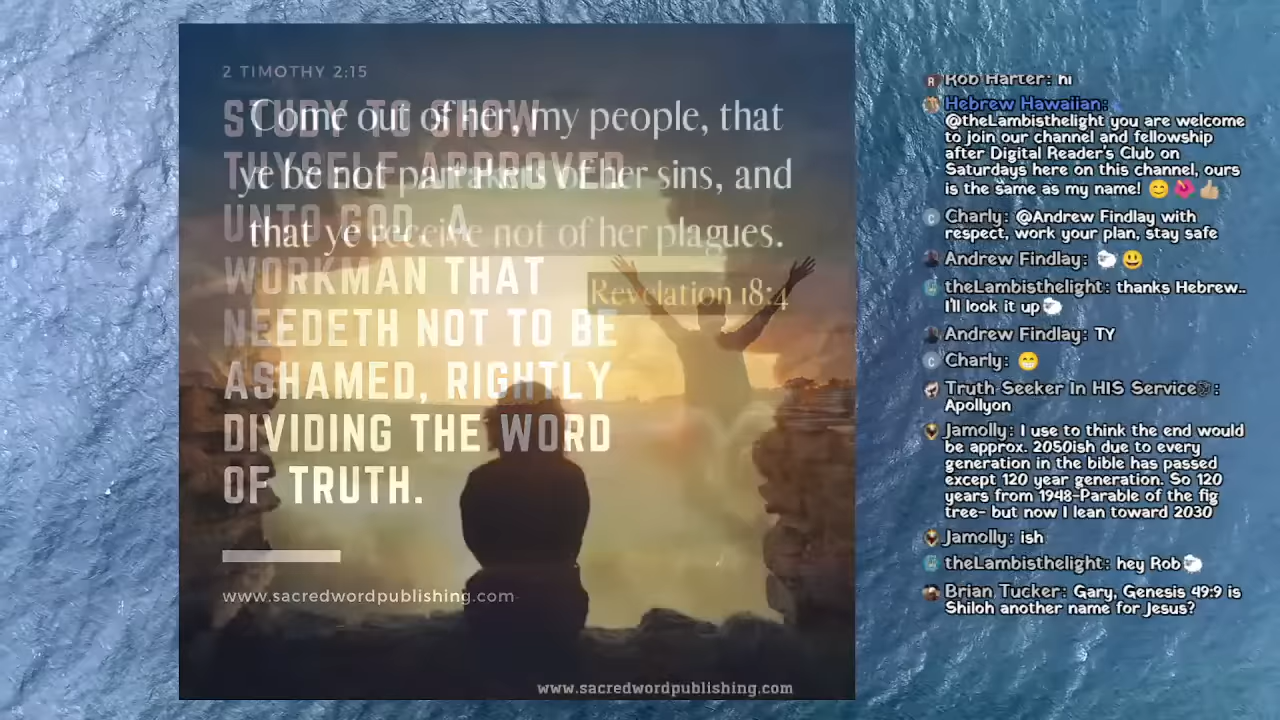 2 TIMOTHY 2:15
STUDY TO SHOW
THYSELF APPROVED
UNTO GOD, A
WORKMAN THAT
NEEDETH NOT TO BE
ASHAMED, RIGHTLY
DIVIDING THE WORD
OF TRUTH.
www.sacredwordpublishing.com
Come out of her, my people, that
ye be not partakers of her sins, and
that ye receive not of her plagues.
Revelation 18:4
www.sacredwordpublishing.com
Rob Harter: hi
Hebrew Hawaiian:
@theLambisthelight you are welcome
to join our channel and fellowship
after Digital Reader's Club on
Saturdays here on this channel, ours
is the same as my name! 😊 🌺 👍🏼
Charly: @Andrew Findlay with
respect, work your plan, stay safe
Andrew Findlay: 🐑 😃
theLambisthelight: thanks Hebrew..
I'll look it up🐑
Andrew Findlay: TY
Charly: 😁
Truth Seeker In HIS Service:
Apollyon
Jamolly: I use to think the end would
be approx. 2050ish due to every
generation in the bible has passed
except 120 year generation. So 120
years from 1948-Parable of the fig
tree- but now I lean toward 2030
Jamolly: ish
theLambisthelight: hey Rob🐑
Brian Tucker: Gary, Genesis 49:9 is
Shiloh another name for Jesus?